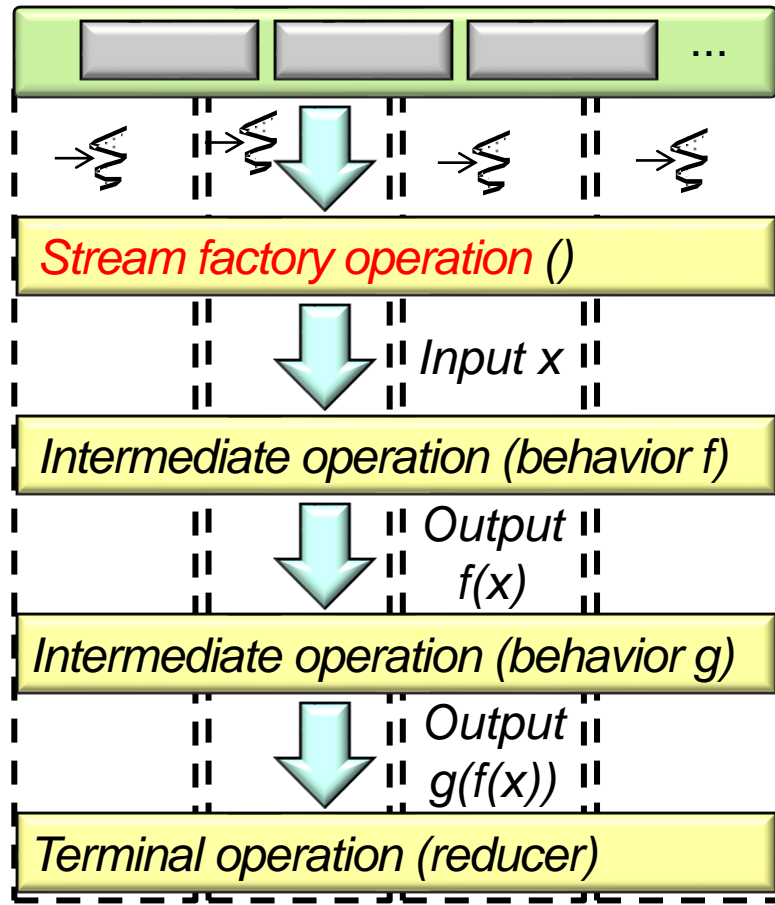 ...
Stream factory operation ()
Input x
Intermediate operation (behavior f)
Output
f(x)
Intermediate operation (behavior g)
Output
g(f(x))
Terminal operation (reducer)